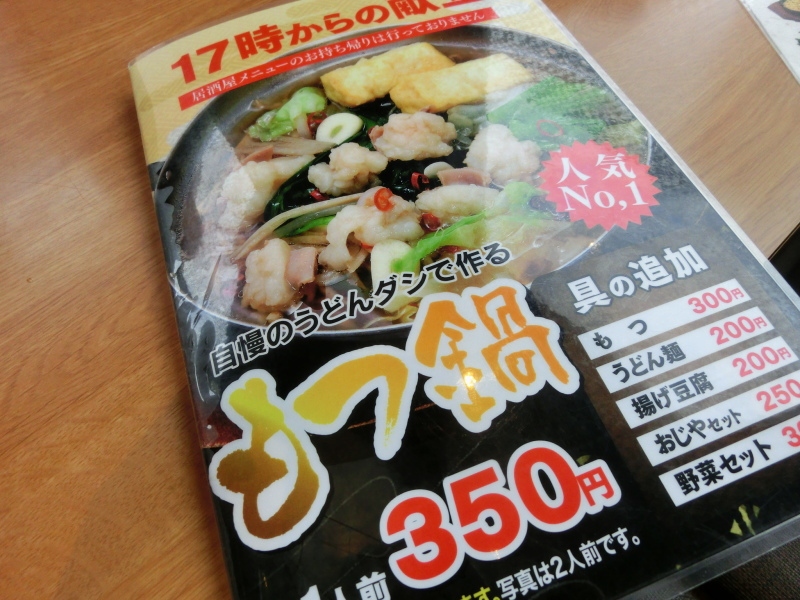 17時からの献立
居酒屋メニューのお持ち帰りは行っておりません
人気
No,1
自慢のうどんダシで作る
もつ鍋
1人前 350円
写真は2人前です。
具の追加
もつ 300円
うどん麺 200円
揚げ豆腐 200円
おじやセット 250
野菜セット